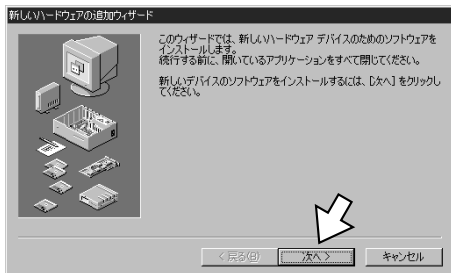 新しいハードウェアの追加ウィザード
このウィザードでは、新しいハードウェア デバイスのためのソフトウェアを
インストールします。
続行する前に、開いているアプリケーションをすべて閉じてください。
新しいデバイスのソフトウェアをインストールするには、[次へ] をクリックし
てください。
< 戻る(B)
次へ >
キャンセル